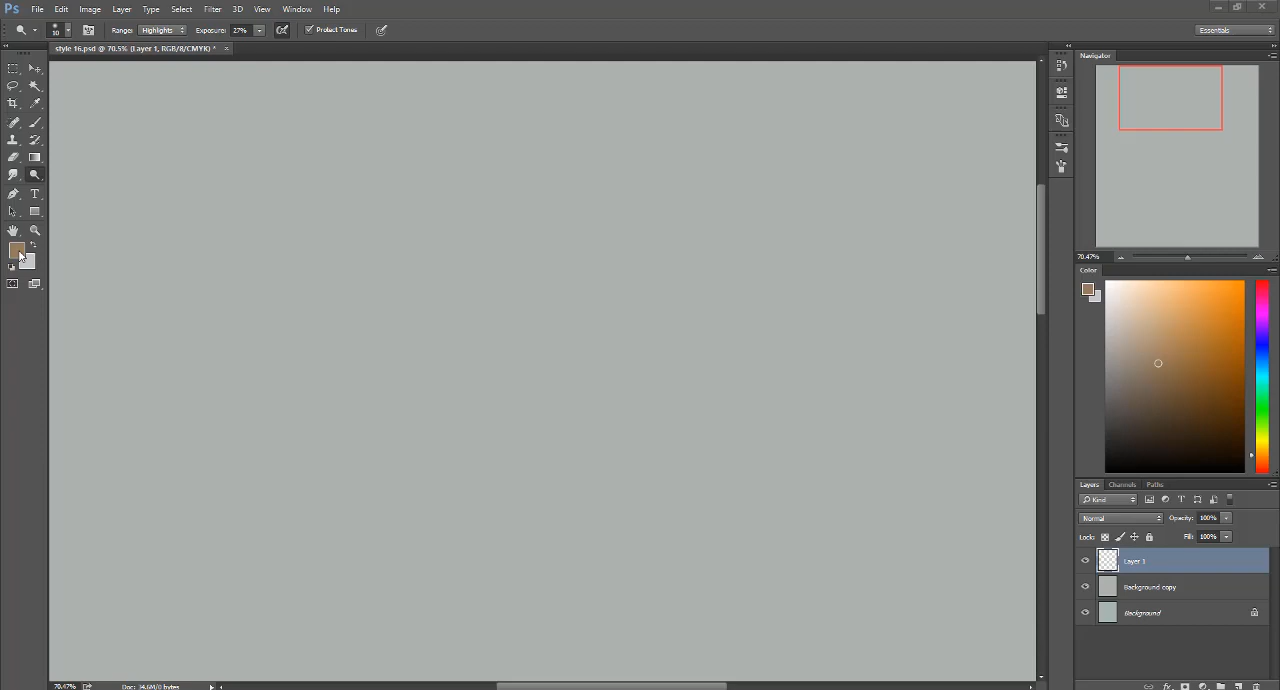 Ps File Edit Image Layer Type Select Filter 3D View Window Help
10 Range: Highlights Exposure: 27% Protect Tones Essentials
style 16.psd @ 70.5% (Layer 1, RGB/8/CMYK) * ×
Navigator
70.47%
Color
Layers Channels Paths
Kind
Normal Opacity: 100%
Lock: Fill: 100%
Layer 1
Background copy
Background
70.47% Doc: 34.6M/0 bytes